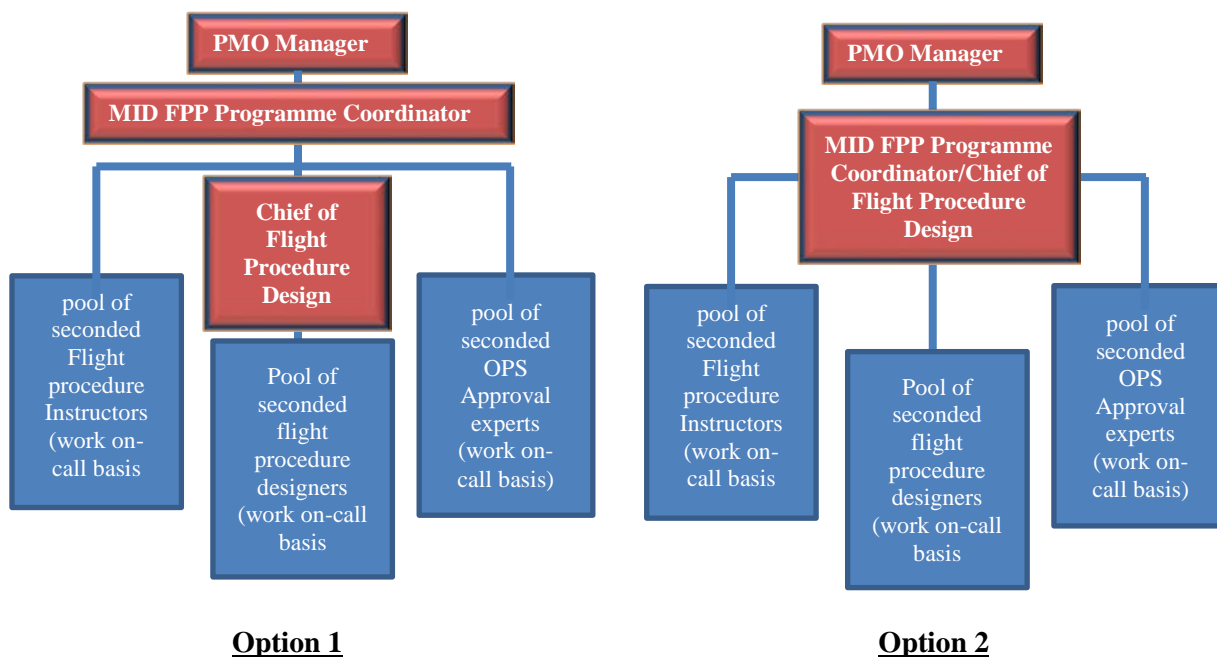 PMO Manager
MID FPP Programme Coordinator
Chief of
Flight
Procedure
Design
pool of
seconded
Flight
procedure
Instructors
(work on-
call basis
Pool of
seconded
flight
procedure
designers
(work on-call
basis
pool of
seconded
OPS
Approval
experts
(work on-
call basis)
Option 1
PMO Manager
MID FPP Programme
Coordinator/Chief of
Flight Procedure
Design
pool of
seconded
Flight
procedure
Instructors
(work on-
call basis
Pool of
seconded
flight
procedure
designers
(work on-call
basis
pool of
seconded
OPS
Approval
experts
(work on-
call basis)
Option 2